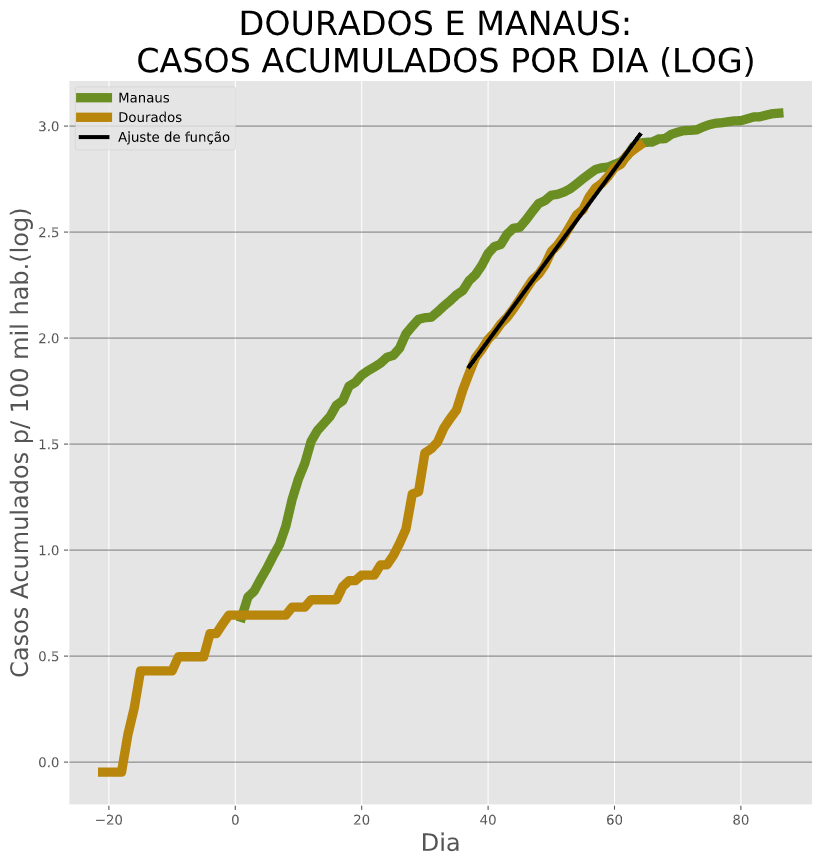 DOURADOS E MANAUS:
CASOS ACUMULADOS POR DIA (LOG)
Manaus
Dourados
Ajuste de função
Casos Acumulados p/ 100 mil hab.(log)
3.0
2.5
2.0
1.5
1.0
0.5
0.0
−20 0 20 40 60 80
Dia